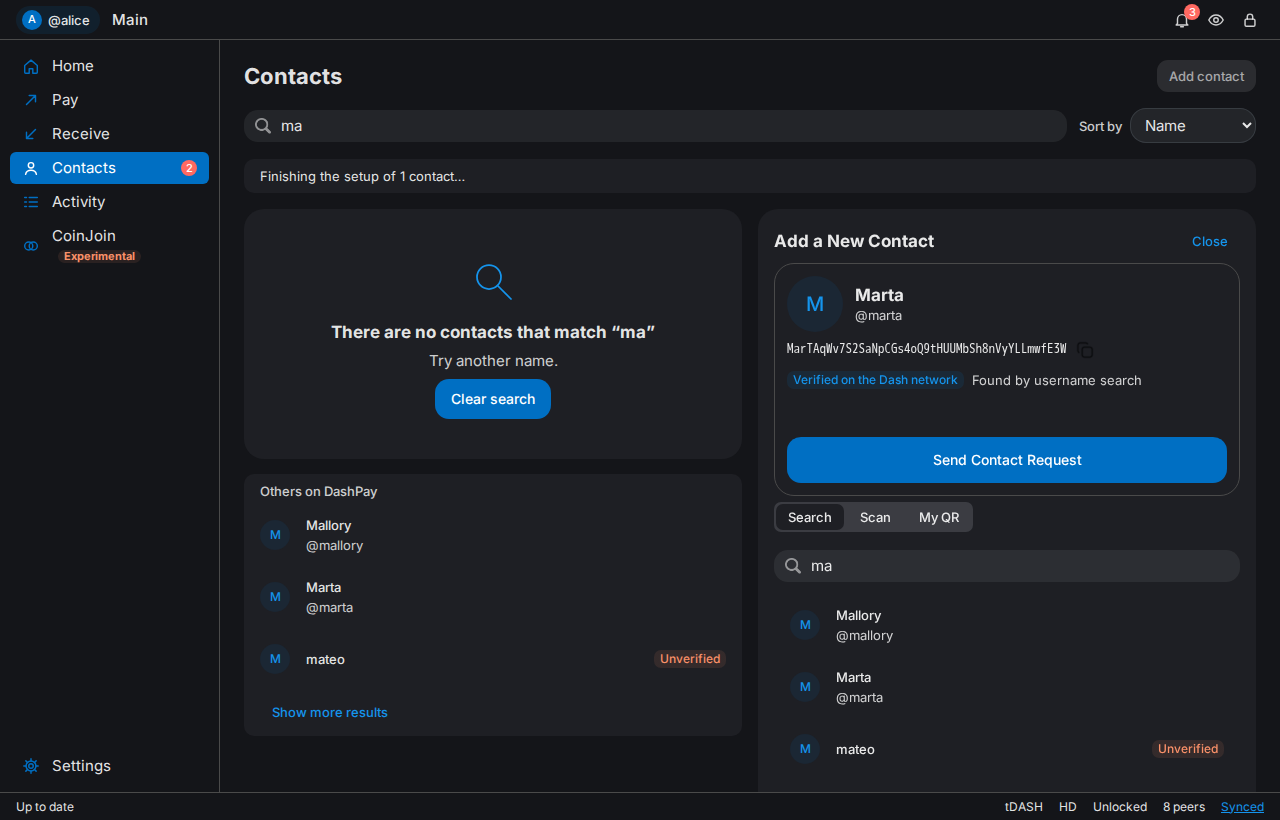 A @alice Main 3
Home
Pay
Receive
Contacts 2
Activity
CoinJoin
Experimental
Settings
Contacts
Add contact
ma
Sort by Name
Finishing the setup of 1 contact...
There are no contacts that match “ma”
Try another name.
Clear search
Others on DashPay
M Mallory
@mallory
M Marta
@marta
M mateo Unverified
Show more results
Add a New Contact Close
M Marta
@marta
MarTAqWv7S2SaNpCGs4oQ9tHUUMbSh8nVyYLLmwfE3W
Verified on the Dash network Found by username search
Send Contact Request
Search Scan My QR
ma
M Mallory
@mallory
M Marta
@marta
M mateo Unverified
Up to date tDASH HD Unlocked 8 peers Synced